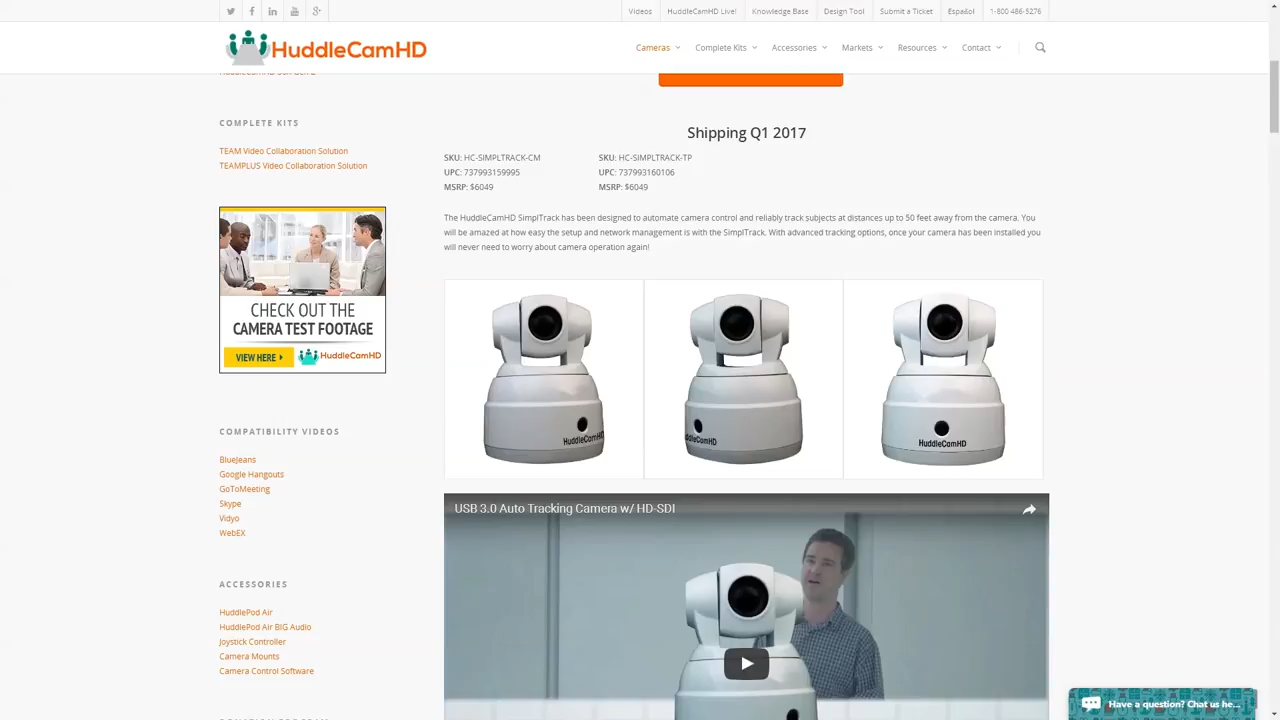 Videos
HuddleCamHD Live!
Knowledge Base
Design Tool
Submit a Ticket
Español
1-800 486-5276
HuddleCamHD
Cameras
Complete Kits
Accessories
Markets
Resources
Contact
COMPLETE KITS
TEAM Video Collaboration Solution
TEAMPLUS Video Collaboration Solution
CHECK OUT THE
CAMERA TEST FOOTAGE
VIEW HERE
HuddleCamHD
COMPATIBILITY VIDEOS
BlueJeans
Google Hangouts
GoToMeeting
Skype
Vidyo
WebEX
ACCESSORIES
HuddlePod Air
HuddlePod Air BIG Audio
Joystick Controller
Camera Mounts
Camera Control Software
Shipping Q1 2017
SKU: HC-SIMPLTRACK-CM
UPC: 737993159995
MSRP: $6049
SKU: HC-SIMPLTRACK-TP
UPC: 737993160106
MSRP: $6049
The HuddleCamHD SimplTrack has been designed to automate camera control and reliably track subjects at distances up to 50 feet away from the camera. You
will be amazed at how easy the setup and network management is with the SimplTrack. With advanced tracking options, once your camera has been installed you
will never need to worry about camera operation again!
HuddleCamHD
HuddleCamHD
HuddleCamHD
USB 3.0 Auto Tracking Camera w/ HD-SDI
Have a question? Chat us he...